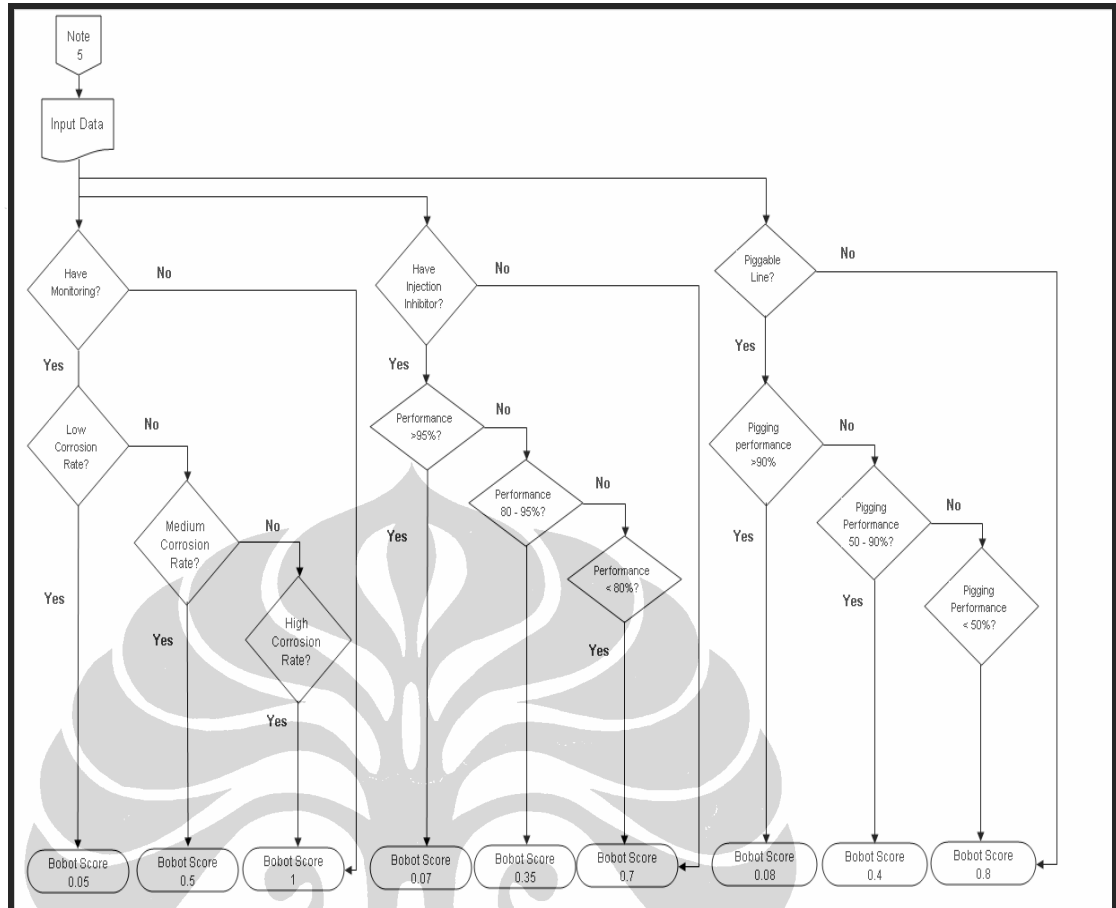 Note
5
Input Data
Have
Monitoring?
No
Yes
Low
Corrosion
Rate?
No
Yes
Medium
Corrosion
Rate?
No
Yes
High
Corrosion
Rate?
Yes
Bobot Score
0.05
Bobot Score
0.5
Bobot Score
1
Have
Injection
Inhibitor?
No
Yes
Performance
>95%?
No
Yes
Performance
80 - 95%?
No
Performance
< 80%?
Yes
Bobot Score
0.07
Bobot Score
0.35
Bobot Score
0.7
Piggable
Line?
No
Yes
Pigging
performance
>90%
No
Yes
Pigging
Performance
50 - 90%?
No
Yes
Pigging
Performance
< 50%?
Bobot Score
0.08
Bobot Score
0.4
Bobot Score
0.8